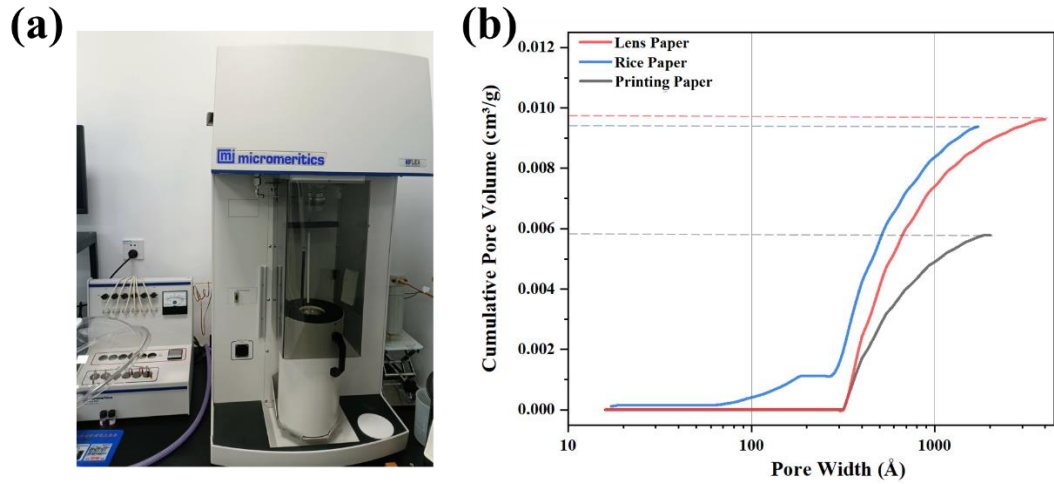 (a)
micromeritics
(b)
Lens Paper
Rice Paper
Printing Paper
Cumulative Pore Volume (cm³/g)
0.012
0.010
0.008
0.006
0.004
0.002
0.000
10
100
1000
Pore Width (Å)